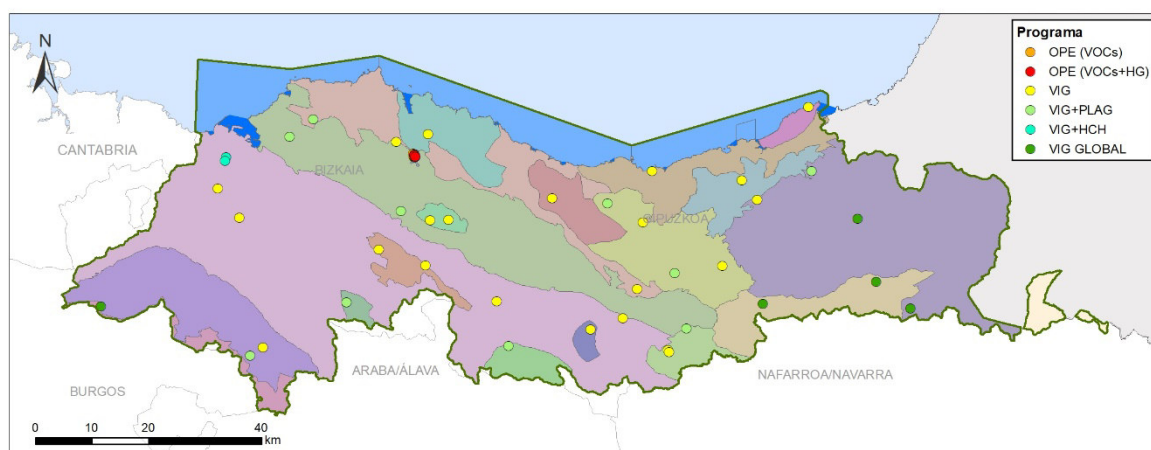 N
Programa
OPE (VOCs)
OPE (VOCs+HG)
VIG
VIG+PLAG
VIG+HCH
VIG GLOBAL
CANTABRIA
BIZKAIA
GIPUZKOA
BURGOS
ARABA/ÁLAVA
NAFARROA/NAVARRA
0 10 20 40
km